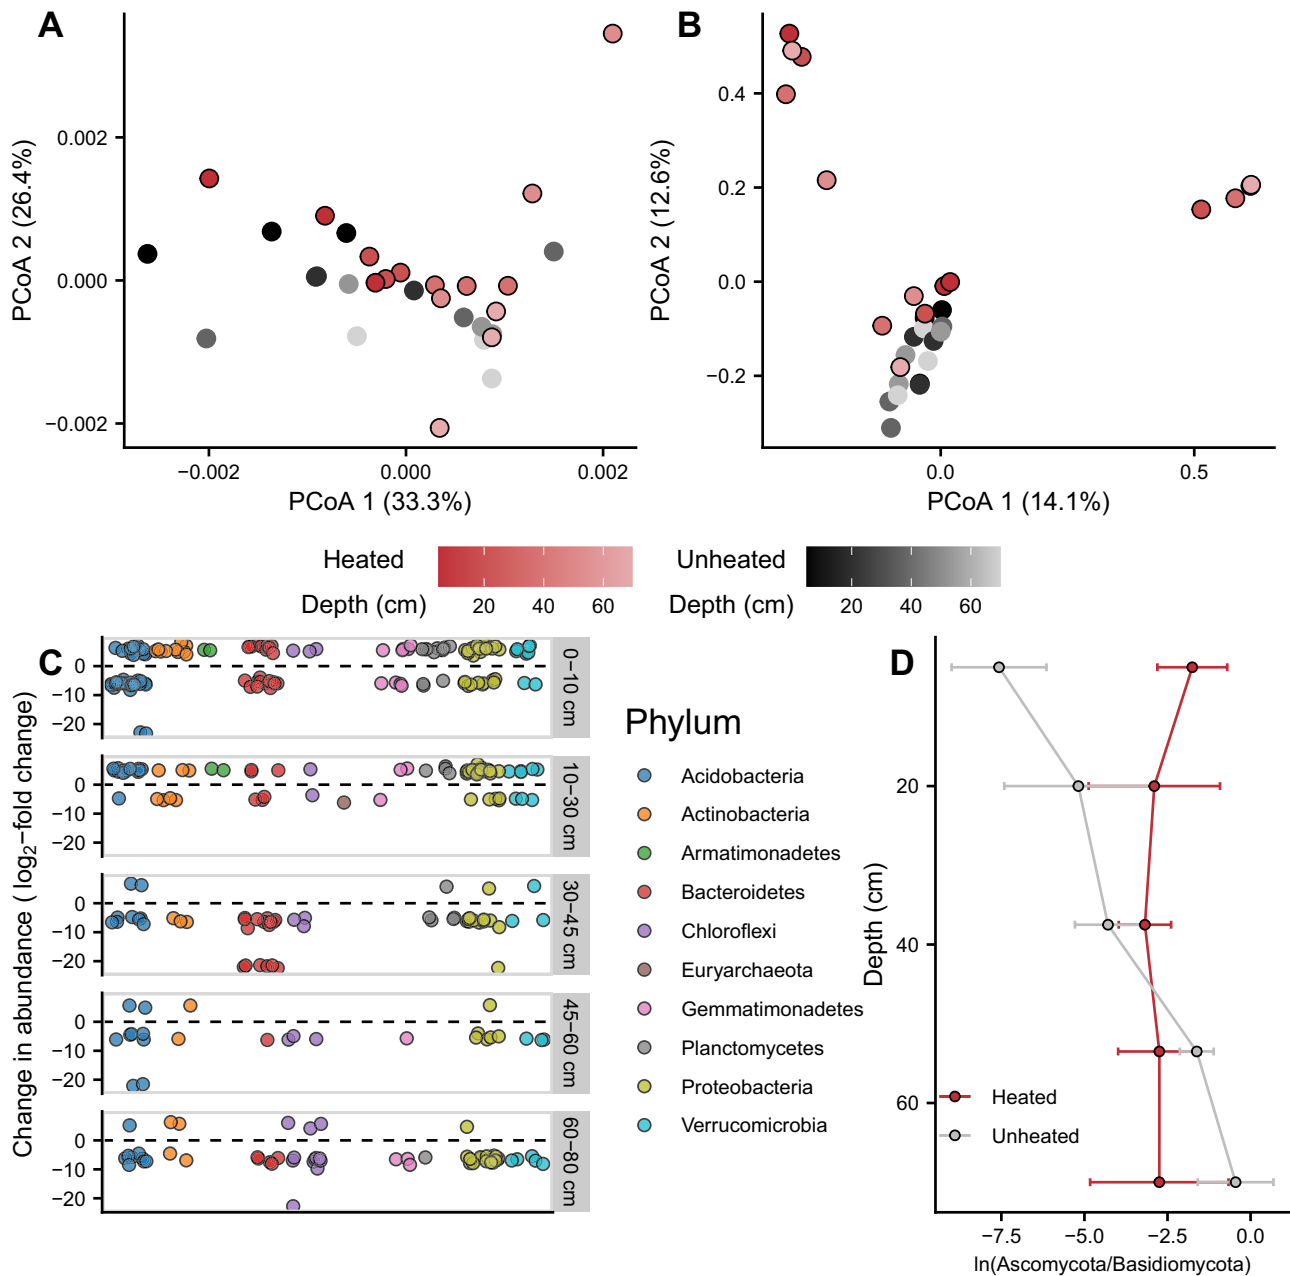 A
B
PCoA 2 (26.4%)
0.002
0.000
−0.002
−0.002
0.000
0.002
PCoA 1 (33.3%)
PCoA 2 (12.6%)
0.4
0.2
0.0
−0.2
0.0
0.5
PCoA 1 (14.1%)
Heated
Depth (cm)
20
40
60
Unheated
Depth (cm)
20
40
60
C
Change in abundance ( log2−fold change)
0
−10
−20
0−10 cm
0
−10
−20
10−30 cm
0
−10
−20
30−45 cm
0
−10
−20
45−60 cm
0
−10
−20
60−80 cm
Phylum
Acidobacteria
Actinobacteria
Armatimonadetes
Bacteroidetes
Chloroflexi
Euryarchaeota
Gemmatimonadetes
Planctomycetes
Proteobacteria
Verrucomicrobia
D
Depth (cm)
20
40
60
Heated
Unheated
−7.5
−5.0
−2.5
0.0
ln(Ascomycota/Basidiomycota)